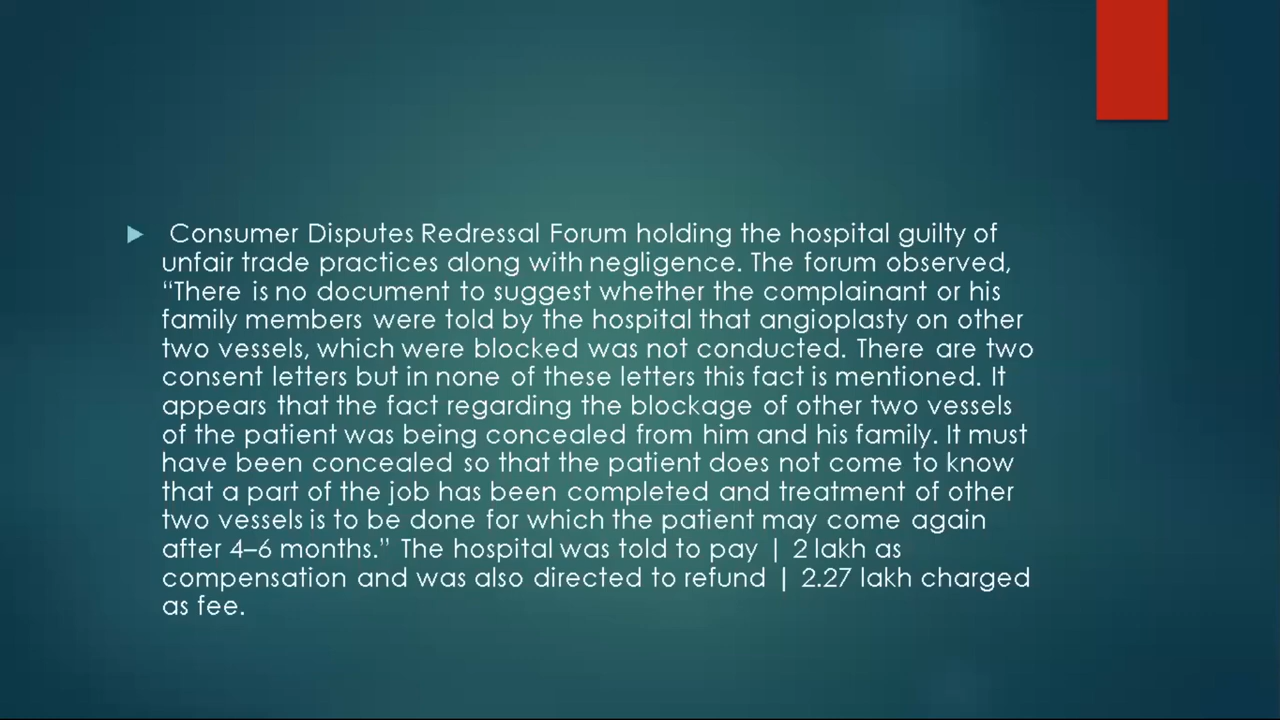 Consumer Disputes Redressal Forum holding the hospital guilty of
unfair trade practices along with negligence. The forum observed,
“There is no document to suggest whether the complainant or his
family members were told by the hospital that angioplasty on other
two vessels, which were blocked was not conducted. There are two
consent letters but in none of these letters this fact is mentioned. It
appears that the fact regarding the blockage of other two vessels
of the patient was being concealed from him and his family. It must
have been concealed so that the patient does not come to know
that a part of the job has been completed and treatment of other
two vessels is to be done for which the patient may come again
after 4–6 months.” The hospital was told to pay | 2 lakh as
compensation and was also directed to refund | 2.27 lakh charged
as fee.